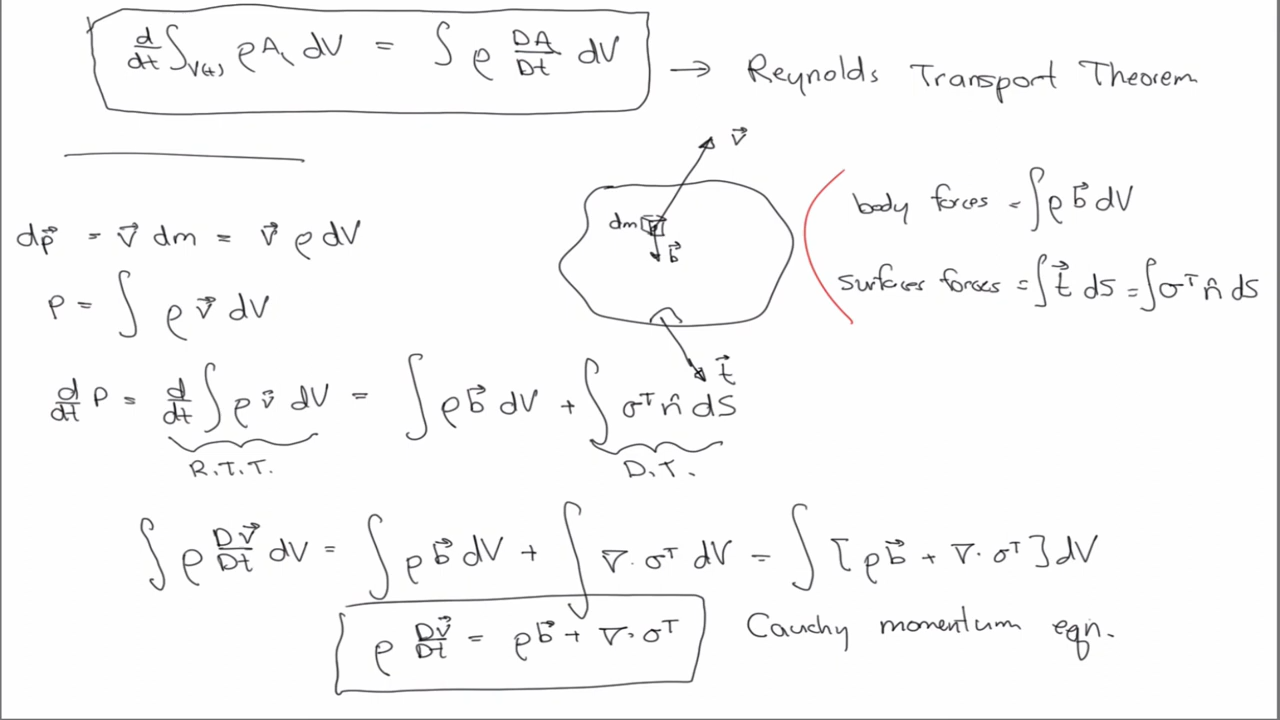 d/dt ∫_V(t) ρA dV = ∫ ρ DA/Dt dV → Reynolds Transport Theorem
v⃗
dp⃗ = v⃗ dm = v⃗ ρ dV
dm
b⃗
body forces = ∫ ρ b⃗ dV
P = ∫ ρ v⃗ dV
surfaces forces = ∫ t⃗ dS = ∫ σᵀ n̂ dS
t⃗
d/dt P = d/dt ∫ ρ v⃗ dV = ∫ ρ b⃗ dV + ∫ σᵀ n̂ dS
R.T.T. D.T.
∫ ρ Dv⃗/Dt dV = ∫ ρ b⃗ dV + ∫ ∇· σᵀ dV = ∫ [ρ b⃗ + ∇· σᵀ] dV
ρ Dv⃗/Dt = ρ b⃗ + ∇· σᵀ Cauchy momentum eqn.